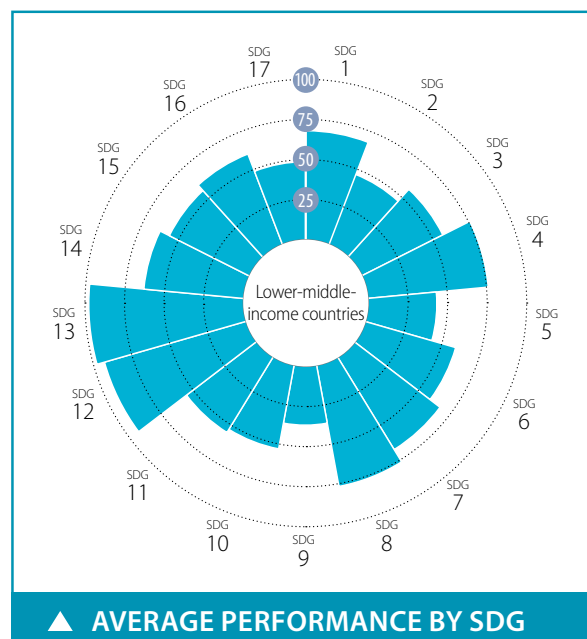 SDG
1
SDG
2
SDG
3
SDG
4
SDG
5
SDG
6
SDG
7
SDG
8
SDG
9
SDG
10
SDG
11
SDG
12
SDG
13
SDG
14
SDG
15
SDG
16
SDG
17
100
75
50
25
Lower-middle-
income countries
▲ AVERAGE PERFORMANCE BY SDG